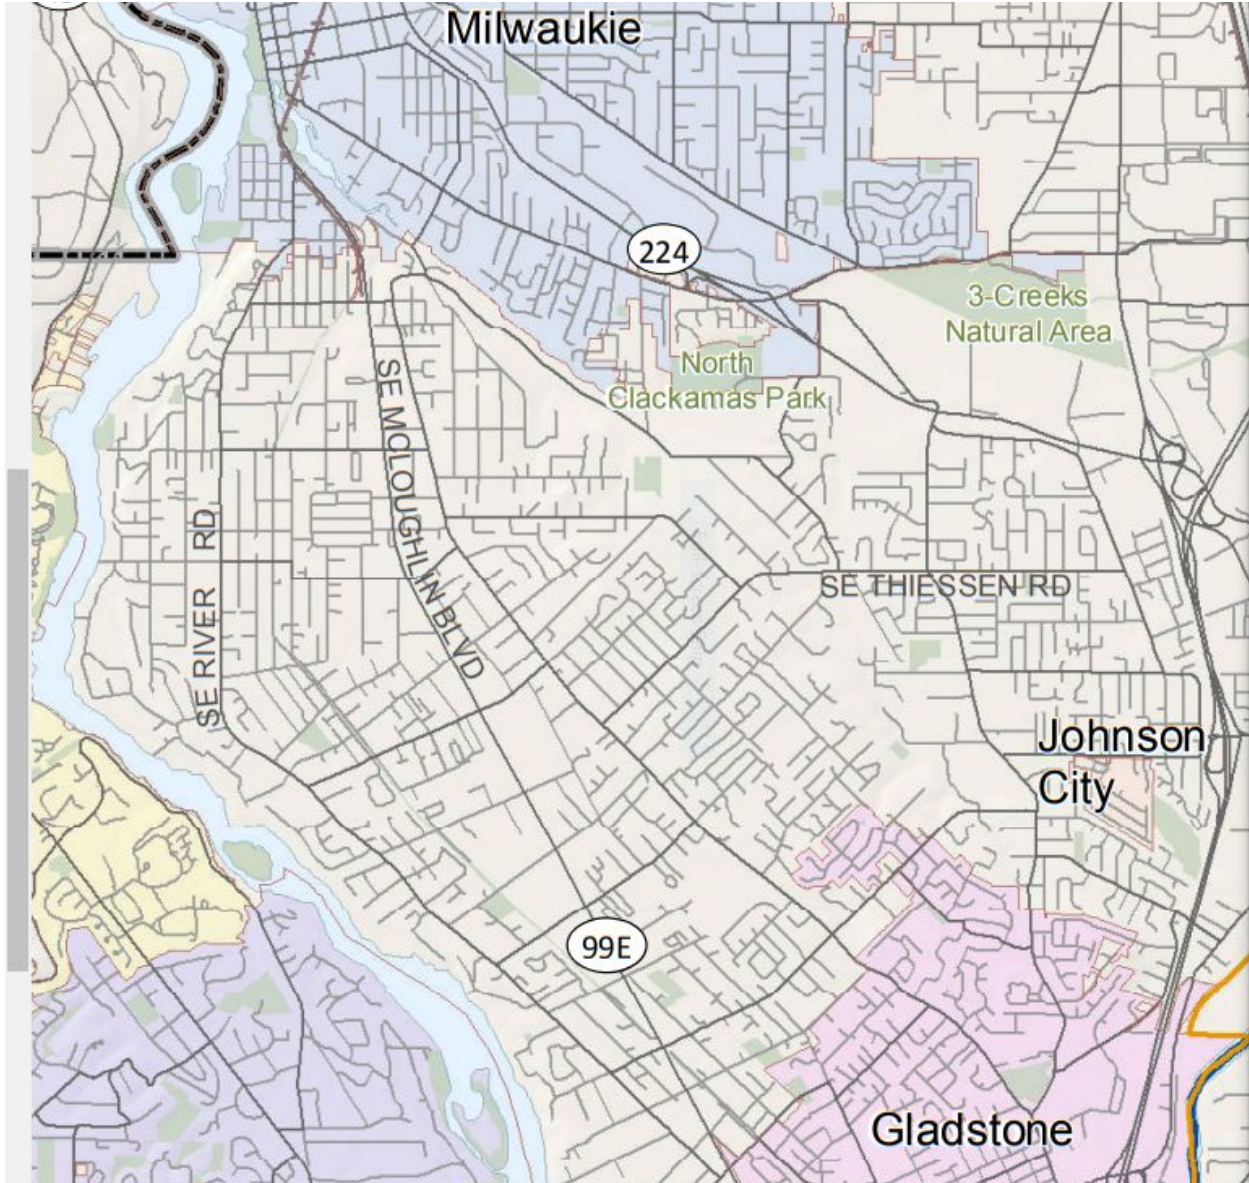 Milwaukie
224
3-Creeks
Natural Area
North
Clackamas Park
SE MCLOUGHLIN BLVD
SE RIVER RD
SE THIESSEN RD
Johnson
City
99E
Gladstone